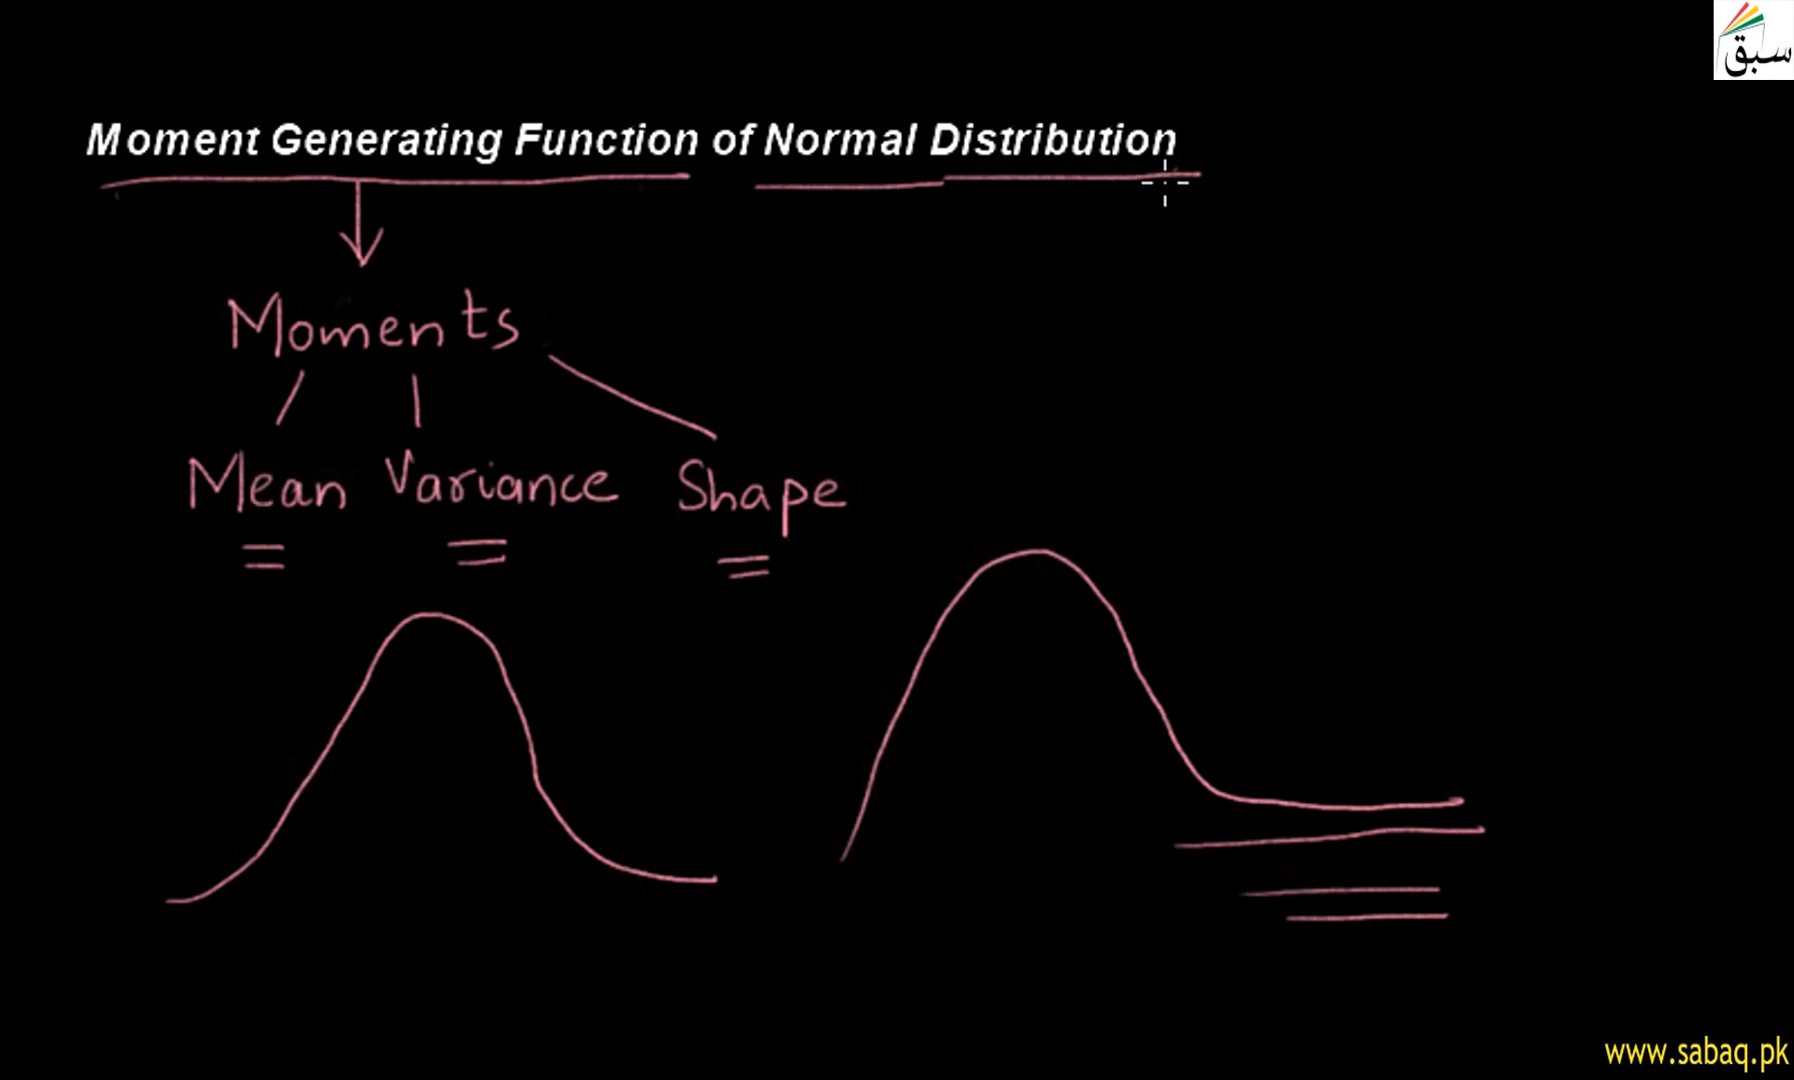 سبق
Moment Generating Function of Normal Distribution
Moments
Mean Variance Shape
www.sabaq.pk